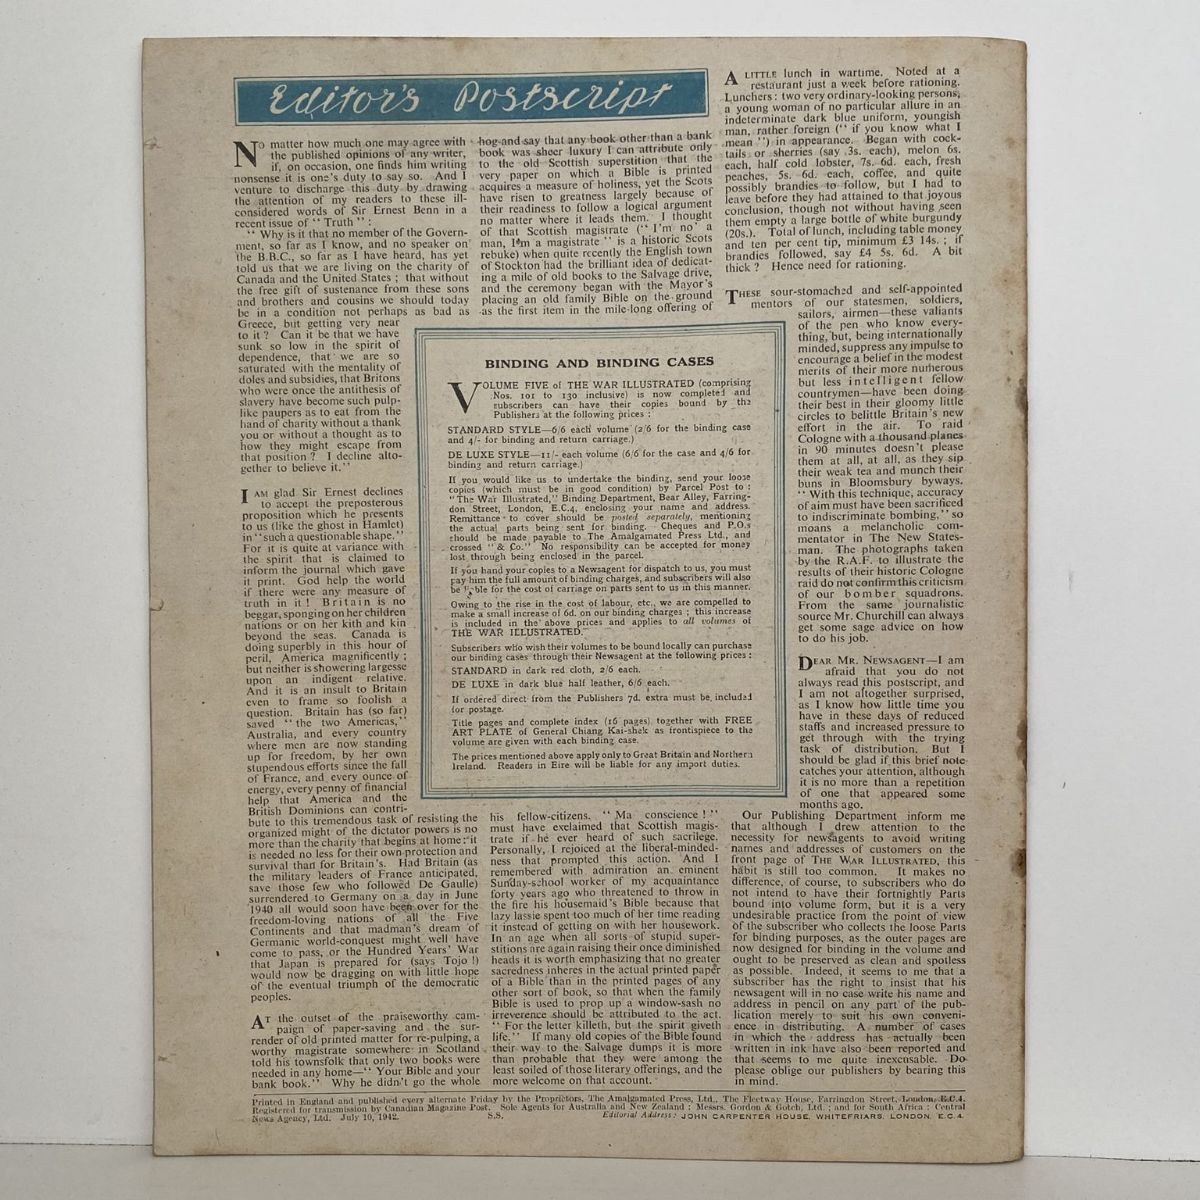 Editor's Postscript
No matter how much one may agree with
the published opinions of any writer,
if, on occasion, one finds him writing
nonsense it is one's duty to say so. And I
venture to discharge this duty by drawing
the attention of my readers to these ill-
considered words of Sir Ernest Benn in a
recent issue of "Truth":
"Why is it that no member of the Govern-
ment, so far as I know, and no speaker on
the B.B.C., so far as I have heard, has yet
told us that we are living on the charity of
Canada and the United States; that without
the free gift of sustenance from these sons
and brothers and cousins we should today
be in a condition not perhaps as bad as
Greece, but getting very near
to it? Can it be that we have
sunk so low in the spirit of
dependence, that we are so
saturated with the mentality of
doles and subsidies, that Britons
who were once the antithesis of
slavery have become such pulp-
like paupers as to eat from the
hand of charity without a thank
you or without a thought as to
how they might escape from
that position? I decline alto-
gether to believe it."
I AM glad Sir Ernest declines
to accept the preposterous
proposition which he presents
to us (like the ghost in Hamlet)
in "such a questionable shape."
For it is quite at variance with
the spirit that is claimed to
inform the journal which gave
it print. God help the world
if there were any measure of
truth in it! Britain is no
beggar, sponging on her children
nations or on her kith and kin
beyond the seas. Canada is
doing superbly in this hour of
peril, America magnificently;
but neither is showering largesse
upon an indigent relative.
And it is an insult to Britain
even to frame so foolish a
question. Britain has (so far)
saved "the two Americas,"
Australia, and every country
where men are now standing
up for freedom, by her own
stupendous efforts since the fall
of France, and every ounce of
energy, every penny of financial
help that America and the
British Dominions can contri-
bute to this tremendous task of resisting the
organized might of the dictator powers is no
more than the charity that begins at home: it
is needed no less for their own protection and
survival than for Britain's. Had Britain (as
the military leaders of France anticipated,
save those few who followed De Gaulle)
surrendered to Germany on a day in June
1940 all would soon have been over for the
freedom-loving nations of all the Five
Continents and that madman's dream of
Germanic world-conquest might well have
come to pass, or the Hundred Years' War
that Japan is prepared for (says Tojo!)
would now be dragging on with little hope
of the eventual triumph of the democratic
peoples.
AT the outset of the praiseworthy cam-
paign of paper-saving and the sur-
render of old printed matter for re-pulping, a
worthy magistrate somewhere in Scotland
told his townsfolk that only two books were
needed in any home—"Your Bible and your
bank book." Why he didn't go the whole
hog and say that any book other than a bank
book was sheer luxury I can attribute only
to the old Scottish superstition that the
very paper on which a Bible is printed
acquires a measure of holiness, yet the Scots
have risen to greatness largely because of
their readiness to follow a logical argument
no matter where it leads them. I thought
of that Scottish magistrate ("I'm no' a
man, I'm a magistrate" is a historic Scots
rebuke) when quite recently the English town
of Stockton had the brilliant idea of dedicat-
ing a mile of old books to the Salvage drive,
and the ceremony began with the Mayor's
placing an old family Bible on the ground
as the first item in the mile-long offering of
his fellow-citizens. "Ma conscience!"
must have exclaimed that Scottish magis-
trate if he ever heard of such sacrilege.
Personally, I rejoiced at the liberal-minded-
ness that prompted this action. And I
remembered with admiration an eminent
Sunday-school worker of my acquaintance
forty years ago who threatened to throw in
the fire his housemaid's Bible because that
lazy lassie spent too much of her time reading
it instead of getting on with her housework.
In an age when all sorts of stupid super-
stitions are again raising their once diminished
heads it is worth emphasizing that no greater
sacredness inheres in the actual printed paper
of a Bible than in the printed pages of any
other sort of book, so that when the family
Bible is used to prop up a window-sash no
irreverence should be attributed to the act.
"For the letter killeth, but the spirit giveth
life." If many old copies of the Bible found
their way to the Salvage dumps it is more
than probable that they were among the
least soiled of those literary offerings, and the
more welcome on that account.
BINDING AND BINDING CASES
VOLUME FIVE of THE WAR ILLUSTRATED (comprising
Nos. 101 to 130 inclusive) is now completed and
subscribers can have their copies bound by the
Publishers at the following prices:
STANDARD STYLE—6/6 each volume (2/6 for the binding case
and 4/- for binding and return carriage.)
DE LUXE STYLE—11/- each volume (6/6 for the case and 4/6 for
binding and return carriage.)
If you would like us to undertake the binding, send your loose
copies (which must be in good condition) by Parcel Post to:
"The War Illustrated," Binding Department, Bear Alley, Farring-
don Street, London, E.C.4, enclosing your name and address.
Remittance to cover should be posted separately, mentioning
the actual parts being sent for binding. Cheques and P.O.s
should be made payable to The Amalgamated Press Ltd., and
crossed "& Co." No responsibility can be accepted for money
lost through being enclosed in the parcel.
If you hand your copies to a Newsagent for dispatch to us, you must
pay him the full amount of binding charges, and subscribers will also
be liable for the cost of carriage on parts sent to us in this manner.
Owing to the rise in the cost of labour, etc., we are compelled to
make a small increase of 6d. on our binding charges; this increase
is included in the above prices and applies to all volumes of
THE WAR ILLUSTRATED.
Subscribers who wish their volumes to be bound locally can purchase
our binding cases through their Newsagent at the following prices:
STANDARD in dark red cloth, 2/6 each.
DE LUXE in dark blue half leather, 6/6 each.
If ordered direct from the Publishers 7d. extra must be included
for postage.
Title pages and complete index (16 pages) together with FREE
ART PLATE of General Chiang Kai-shek as frontispiece to the
volume are given with each binding case.
The prices mentioned above apply only to Great Britain and Northern
Ireland. Readers in Eire will be liable for any import duties.
A LITTLE lunch in wartime. Noted at a
restaurant just a week before rationing.
Lunchers: two very ordinary-looking persons,
a young woman of no particular allure in an
indeterminate dark blue uniform, youngish
man, rather foreign ("if you know what I
mean") in appearance. Began with cock-
tails or sherries (say 3s. each), melon 6s.
each, half cold lobster, 7s. 6d. each, fresh
peaches, 5s. 6d. each, coffee, and quite
possibly brandies to follow, but I had to
leave before they had attained to that joyous
conclusion, though not without having seen
them empty a large bottle of white burgundy
(20s.). Total of lunch, including table money
and ten per cent tip, minimum £3 14s.; if
brandies followed, say £4 5s. 6d. A bit
thick? Hence need for rationing.
THESE sour-stomached and self-appointed
mentors of our statesmen, soldiers,
sailors, airmen—these valiants
of the pen who know every-
thing, but, being internationally
minded, suppress any impulse to
encourage a belief in the modest
merits of their more numerous
but less intelligent fellow
countrymen—have been doing
their best in their gloomy little
circles to belittle Britain's new
effort in the air. To raid
Cologne with a thousand planes
in 90 minutes doesn't please
them at all, at all, as they sip
their weak tea and munch their
buns in Bloomsbury byways.
"With this technique, accuracy
of aim must have been sacrificed
to indiscriminate bombing," so
moans a melancholic com-
mentator in The New States-
man. The photographs taken
by the R.A.F. to illustrate the
results of their historic Cologne
raid do not confirm this criticism
of our bomber squadrons.
From the same journalistic
source Mr. Churchill can always
get some sage advice on how
to do his job.
DEAR MR. NEWSAGENT—I am
afraid that you do not
always read this postscript, and
I am not altogether surprised,
as I know how little time you
have in these days of reduced
staffs and increased pressure to
get through with the trying
task of distribution. But I
should be glad if this brief note
catches your attention, although
it is no more than a repetition
of one that appeared some
months ago.
Our Publishing Department inform me
that although I drew attention to the
necessity for newsagents to avoid writing
names and addresses of customers on the
front page of THE WAR ILLUSTRATED, this
habit is still too common. It makes no
difference, of course, to subscribers who do
not intend to have their fortnightly Parts
bound into volume form, but it is a very
undesirable practice from the point of view
of the subscriber who collects the loose Parts
for binding purposes, as the outer pages are
now designed for binding in the volume and
ought to be preserved as clean and spotless
as possible. Indeed, it seems to me that a
subscriber has the right to insist that his
newsagent will in no case write his name and
address in pencil on any part of the pub-
lication merely to suit his own conveni-
ence in distributing. A number of cases
in which the address has actually been
written in ink have also been reported and
that seems to me quite inexcusable. Do
please oblige our publishers by bearing this
in mind.
Printed in England and published every alternate Friday by the Proprietors, The Amalgamated Press, Ltd., The Fleetway House, Farringdon Street, London, E.C.4.
Registered for transmission by Canadian Magazine Post. Sole Agents for Australia and New Zealand: Messrs. Gordon & Gotch, Ltd.; and for South Africa: Central
News Agency, Ltd. July 10, 1942. S.S. Editorial Address: JOHN CARPENTER HOUSE, WHITEFRIARS, LONDON, E.C.4.